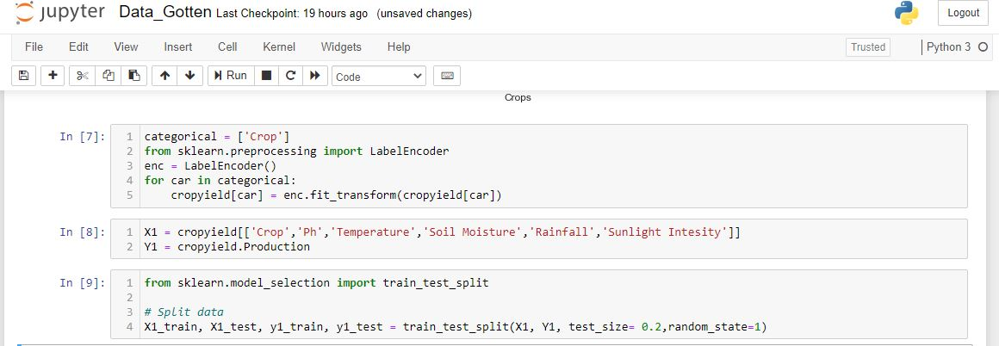 jupyter Data_Gotten Last Checkpoint: 19 hours ago (unsaved changes) Logout
File Edit View Insert Cell Kernel Widgets Help Trusted Python 3
Run Code
Crops
In [7]:
1 categorical = ['Crop']
2 from sklearn.preprocessing import LabelEncoder
3 enc = LabelEncoder()
4 for car in categorical:
5     cropyield[car] = enc.fit_transform(cropyield[car])
In [8]:
1 X1 = cropyield[['Crop','Ph','Temperature','Soil Moisture','Rainfall','Sunlight Intesity']]
2 Y1 = cropyield.Production
In [9]:
1 from sklearn.model_selection import train_test_split
2
3 # Split data
4 X1_train, X1_test, y1_train, y1_test = train_test_split(X1, Y1, test_size= 0.2,random_state=1)